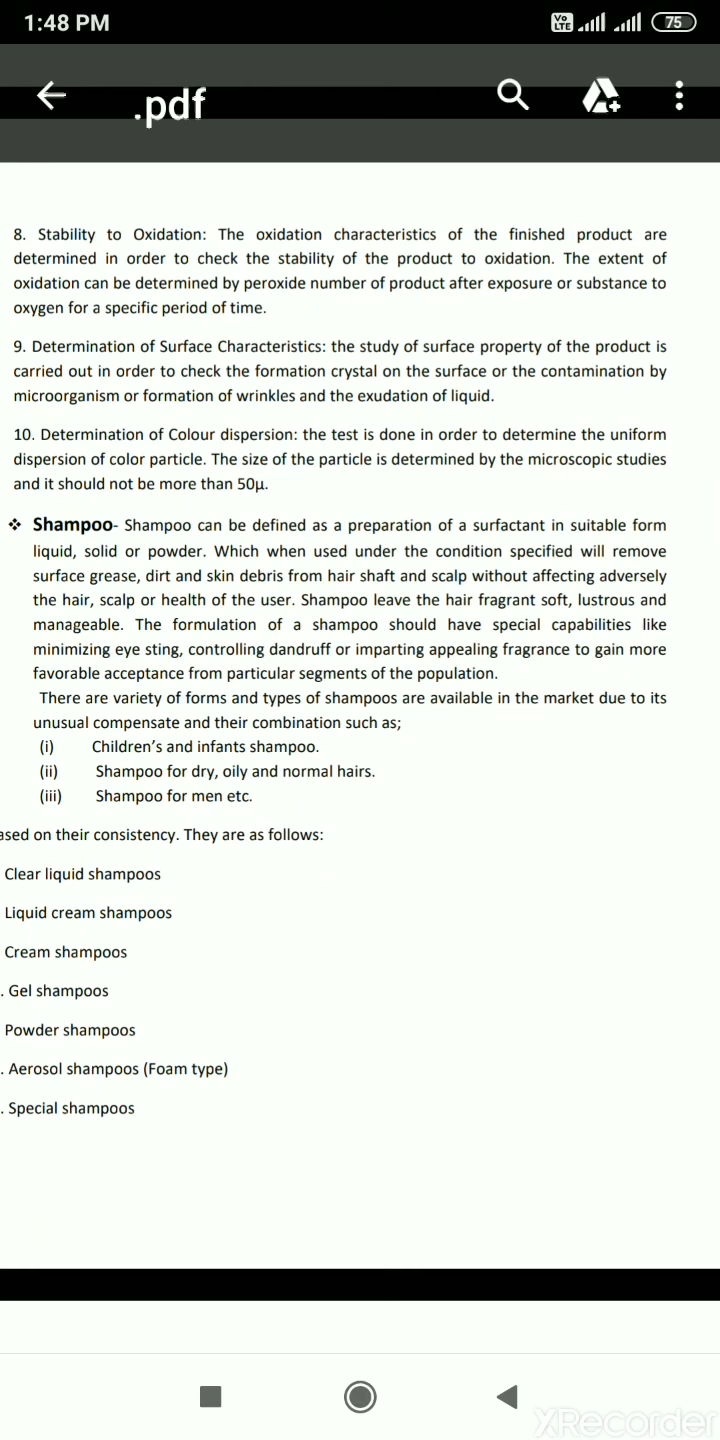 1:48 PM
Vo LTE
75
.pdf
8. Stability to Oxidation: The oxidation characteristics of the finished product are
determined in order to check the stability of the product to oxidation. The extent of
oxidation can be determined by peroxide number of product after exposure or substance to
oxygen for a specific period of time.
9. Determination of Surface Characteristics: the study of surface property of the product is
carried out in order to check the formation crystal on the surface or the contamination by
microorganism or formation of wrinkles and the exudation of liquid.
10. Determination of Colour dispersion: the test is done in order to determine the uniform
dispersion of color particle. The size of the particle is determined by the microscopic studies
and it should not be more than 50μ.
❖ Shampoo- Shampoo can be defined as a preparation of a surfactant in suitable form
liquid, solid or powder. Which when used under the condition specified will remove
surface grease, dirt and skin debris from hair shaft and scalp without affecting adversely
the hair, scalp or health of the user. Shampoo leave the hair fragrant soft, lustrous and
manageable. The formulation of a shampoo should have special capabilities like
minimizing eye sting, controlling dandruff or imparting appealing fragrance to gain more
favorable acceptance from particular segments of the population.
There are variety of forms and types of shampoos are available in the market due to its
unusual compensate and their combination such as;
(i) Children's and infants shampoo.
(ii) Shampoo for dry, oily and normal hairs.
(iii) Shampoo for men etc.
ased on their consistency. They are as follows:
Clear liquid shampoos
Liquid cream shampoos
Cream shampoos
. Gel shampoos
Powder shampoos
. Aerosol shampoos (Foam type)
. Special shampoos
XRecorder